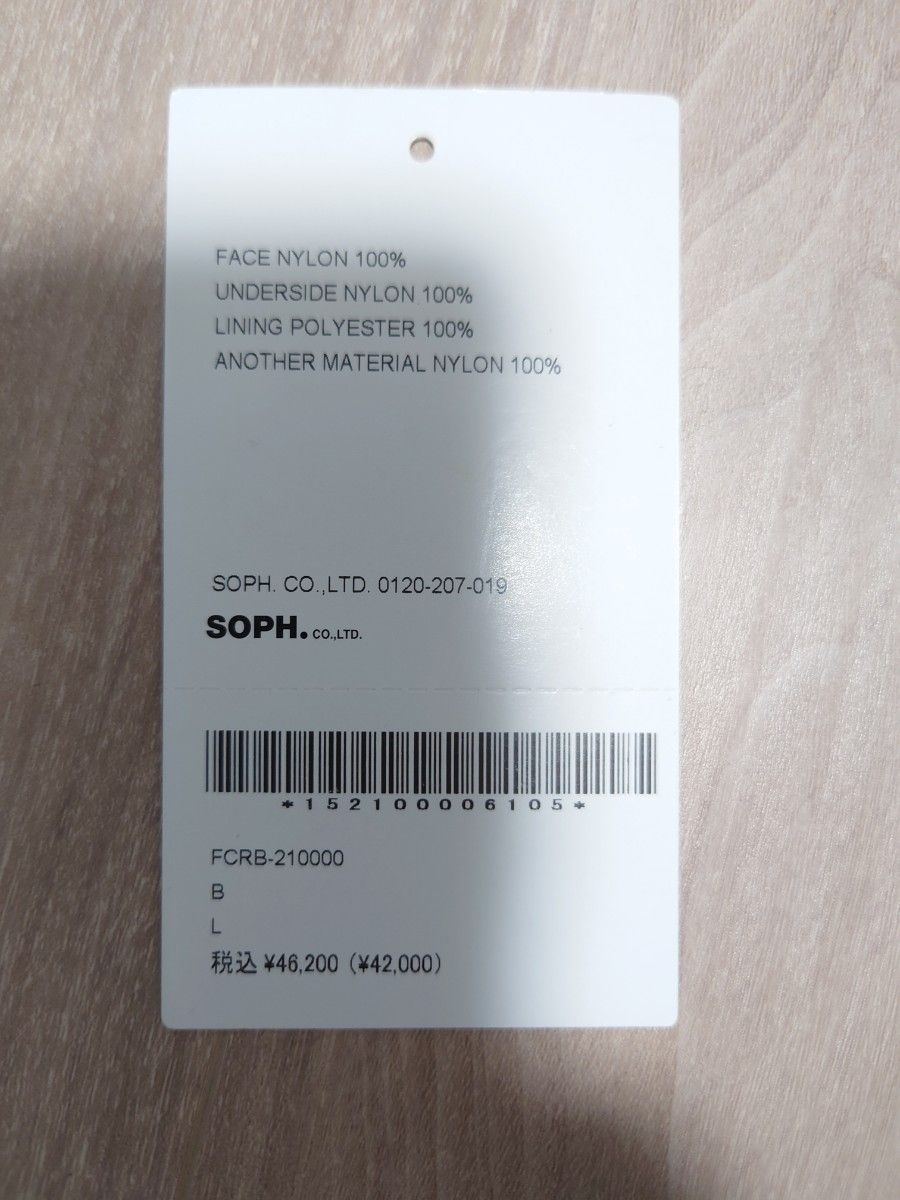 FACE NYLON 100%
UNDERSIDE NYLON 100%
LINING POLYESTER 100%
ANOTHER MATERIAL NYLON 100%
SOPH. CO.,LTD. 0120-207-019
SOPH. CO.,LTD.
*152100006105*
FCRB-210000
B
L
税込 ¥46,200 (¥42,000)